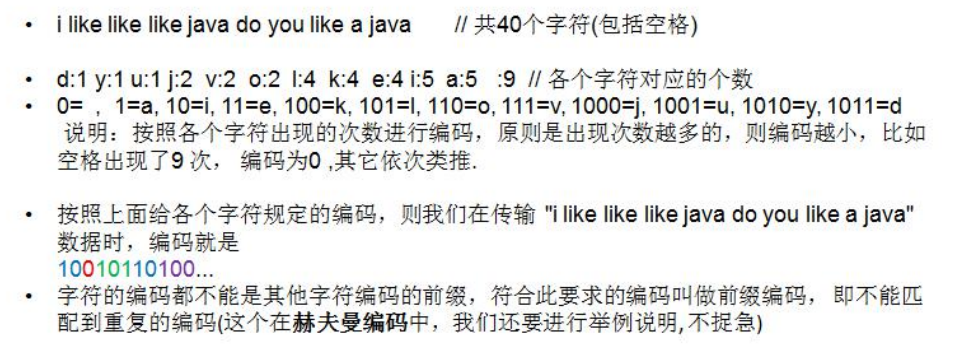 • i like like like java do you like a java // 共40个字符(包括空格)
• d:1 y:1 u:1 j:2 v:2 o:2 l:4 k:4 e:4 i:5 a:5 :9 // 各个字符对应的个数
• 0= , 1=a, 10=i, 11=e, 100=k, 101=l, 110=o, 111=v, 1000=j, 1001=u, 1010=y, 1011=d
说明：按照各个字符出现的次数进行编码，原则是出现次数越多的，则编码越小，比如
空格出现了9 次， 编码为0 ,其它依次类推.
• 按照上面给各个字符规定的编码，则我们在传输 "i like like like java do you like a java"
数据时，编码就是
10010110100...
• 字符的编码都不能是其他字符编码的前缀，符合此要求的编码叫做前缀编码， 即不能匹
配到重复的编码(这个在赫夫曼编码中，我们还要进行举例说明,不捉急)